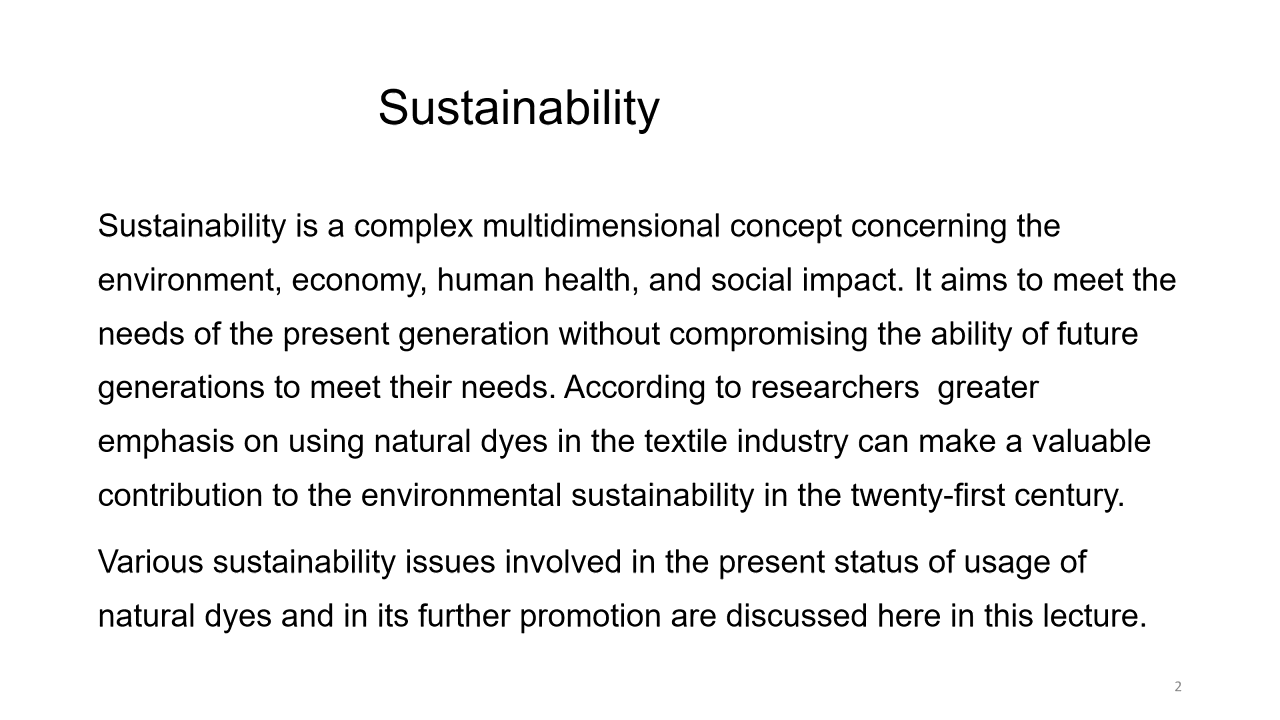 Sustainability
Sustainability is a complex multidimensional concept concerning the
environment, economy, human health, and social impact. It aims to meet the
needs of the present generation without compromising the ability of future
generations to meet their needs. According to researchers  greater
emphasis on using natural dyes in the textile industry can make a valuable
contribution to the environmental sustainability in the twenty-first century.
Various sustainability issues involved in the present status of usage of
natural dyes and in its further promotion are discussed here in this lecture.
2